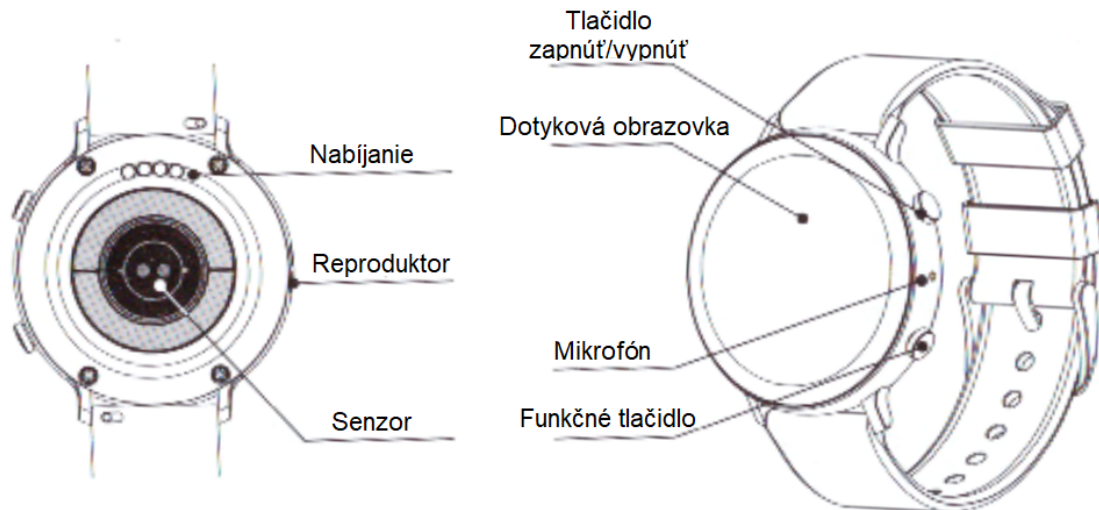 Nabíjanie
Reproduktor
Senzor
Tlačidlo
zapnúť/vypnúť
Dotyková obrazovka
Mikrofón
Funkčné tlačidlo